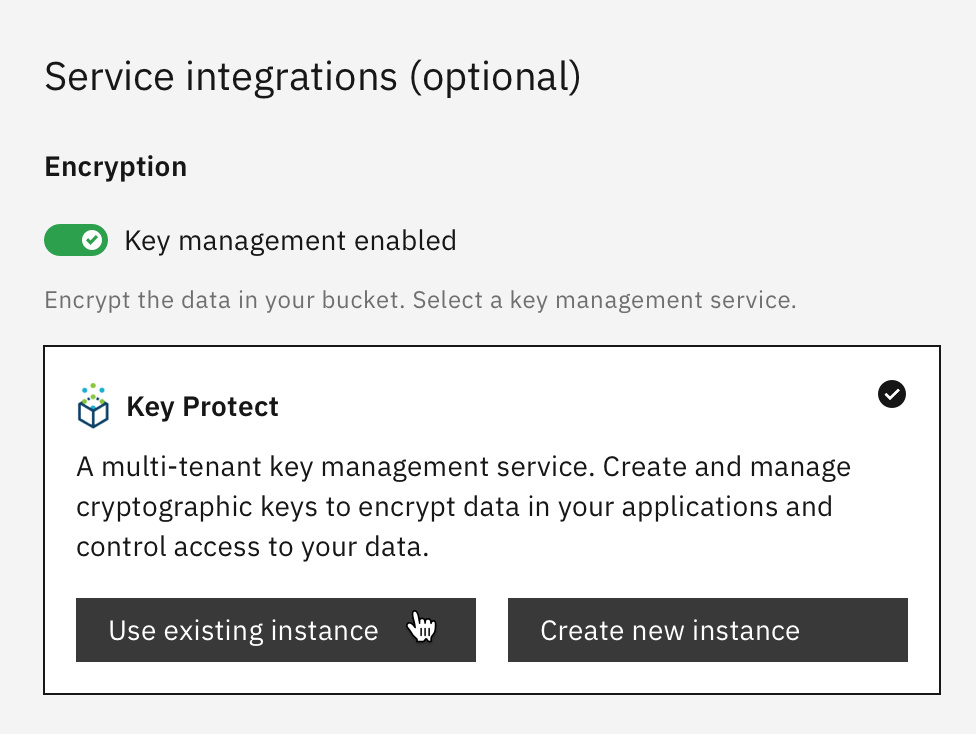 Service integrations (optional)
Encryption
Key management enabled
Encrypt the data in your bucket. Select a key management service.
Key Protect
A multi-tenant key management service. Create and manage
cryptographic keys to encrypt data in your applications and
control access to your data.
Use existing instance
Create new instance